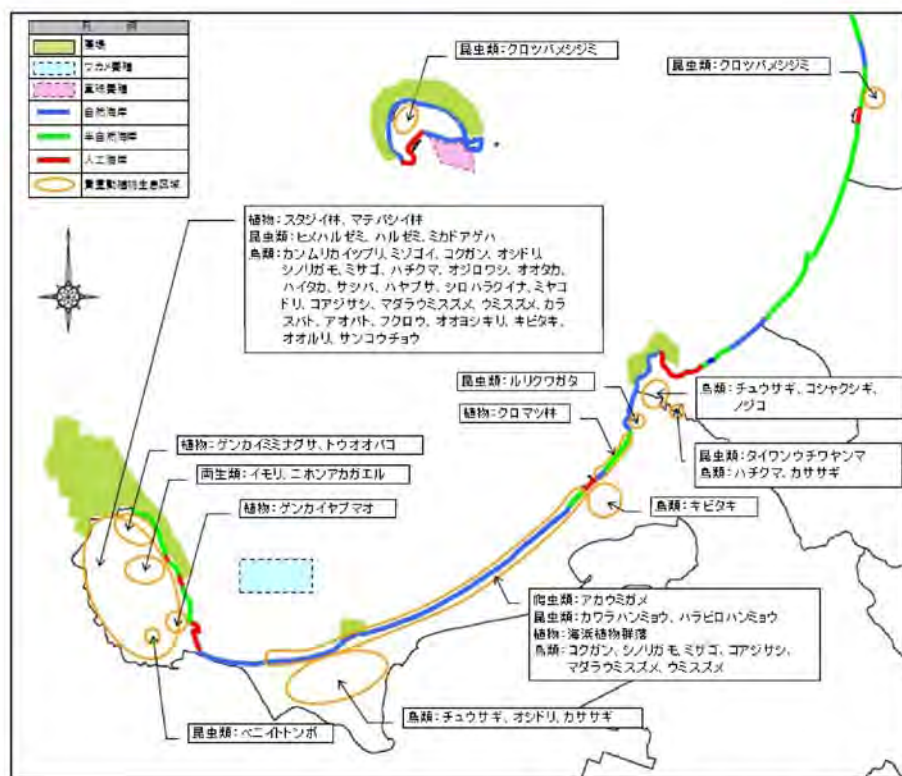 凡例
藻場
ワカメ養殖
真珠養殖
自然海岸
半自然海岸
人工海岸
貴重動植物生息区域
昆虫類：クロツバメシジミ
昆虫類：クロツバメシジミ
植物：スダジイ林、マテバシイ林
昆虫類：ヒメハルゼミ、ハルゼミ、ミカドアゲハ
鳥類：カンムリカイツブリ、ミゾゴイ、コクガン、オシドリ、
シノリガモ、ミサゴ、ハチクマ、オジロワシ、オオタカ、
ハイタカ、サシバ、ハヤブサ、シロハラクイナ、ミヤコ
ドリ、コアジサシ、マダラウミスズメ、ウミスズメ、カラ
スバト、アオバト、フクロウ、オオヨシキリ、キビタキ、
オオルリ、サンコウチョウ
昆虫類：ルリクワガタ
鳥類：チュウサギ、コシャクシギ、
ノジコ
植物：クロマツ林
植物：ゲンカイミミナグサ、トウオオバコ
昆虫類：タイワンウチワヤンマ
鳥類：ハチクマ、カササギ
両生類：イモリ、ニホンアカガエル
植物：ゲンカイヤブマオ
鳥類：キビタキ
爬虫類：アカウミガメ
昆虫類：カワラハンミョウ、ハラビロハンミョウ
植物：海浜植物群落
鳥類：コクガン、シノリガモ、ミサゴ、コアジサシ、
マダラウミスズメ、ウミスズメ
鳥類：チュウサギ、オシドリ、カササギ
昆虫類：ベニイトトンボ